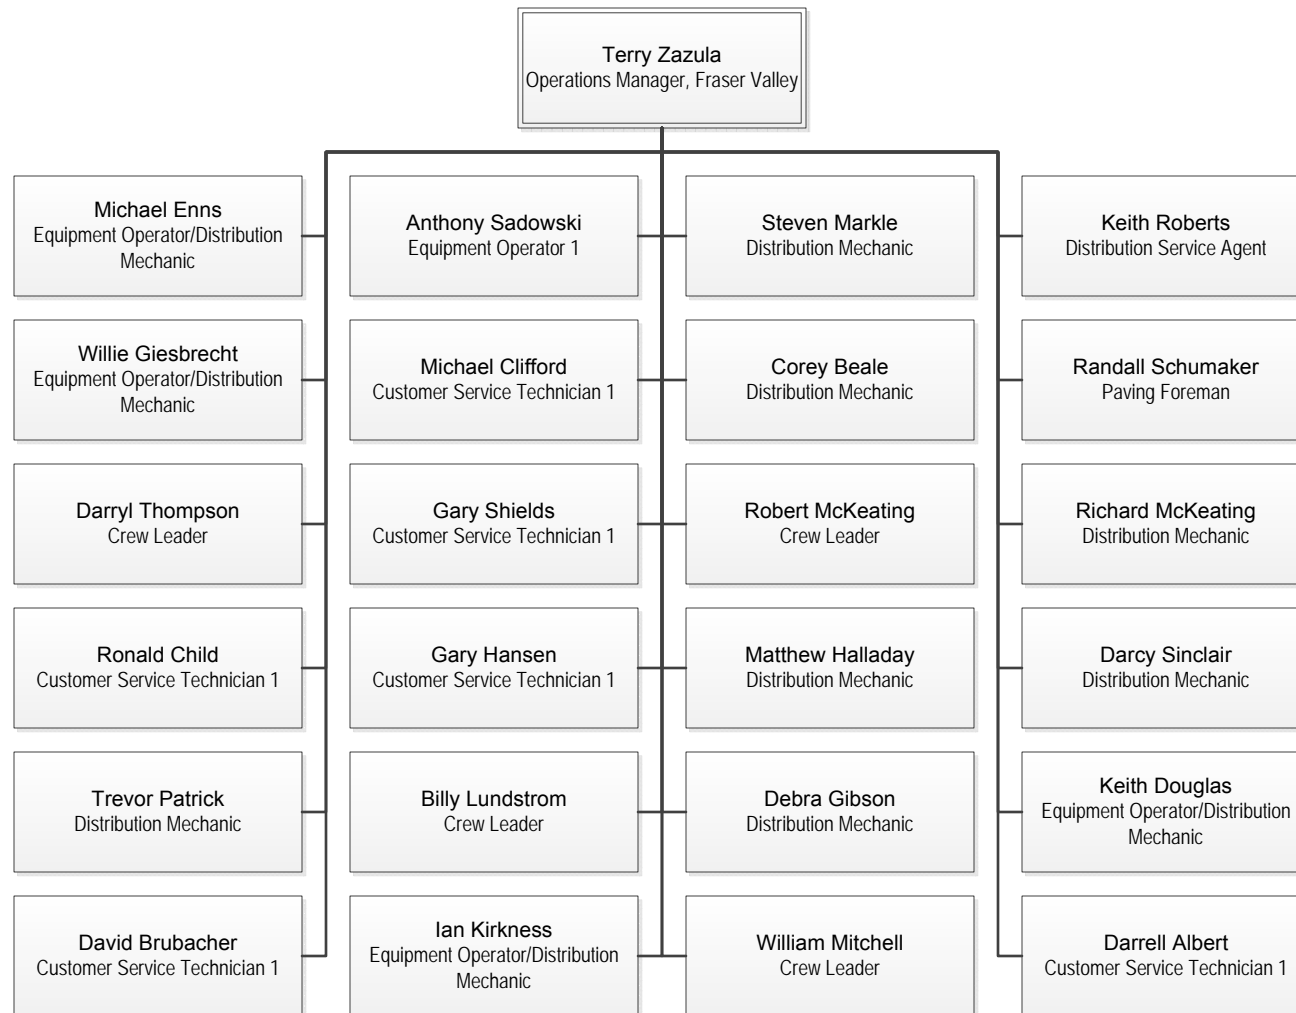 Terry Zazula
Operations Manager, Fraser Valley
Michael Enns
Equipment Operator/Distribution
Mechanic
Anthony Sadowski
Equipment Operator 1
Steven Markle
Distribution Mechanic
Keith Roberts
Distribution Service Agent
Willie Giesbrecht
Equipment Operator/Distribution
Mechanic
Michael Clifford
Customer Service Technician 1
Corey Beale
Distribution Mechanic
Randall Schumaker
Paving Foreman
Darryl Thompson
Crew Leader
Gary Shields
Customer Service Technician 1
Robert McKeating
Crew Leader
Richard McKeating
Distribution Mechanic
Ronald Child
Customer Service Technician 1
Gary Hansen
Customer Service Technician 1
Matthew Halladay
Distribution Mechanic
Darcy Sinclair
Distribution Mechanic
Trevor Patrick
Distribution Mechanic
Billy Lundstrom
Crew Leader
Debra Gibson
Distribution Mechanic
Keith Douglas
Equipment Operator/Distribution
Mechanic
David Brubacher
Customer Service Technician 1
Ian Kirkness
Equipment Operator/Distribution
Mechanic
William Mitchell
Crew Leader
Darrell Albert
Customer Service Technician 1